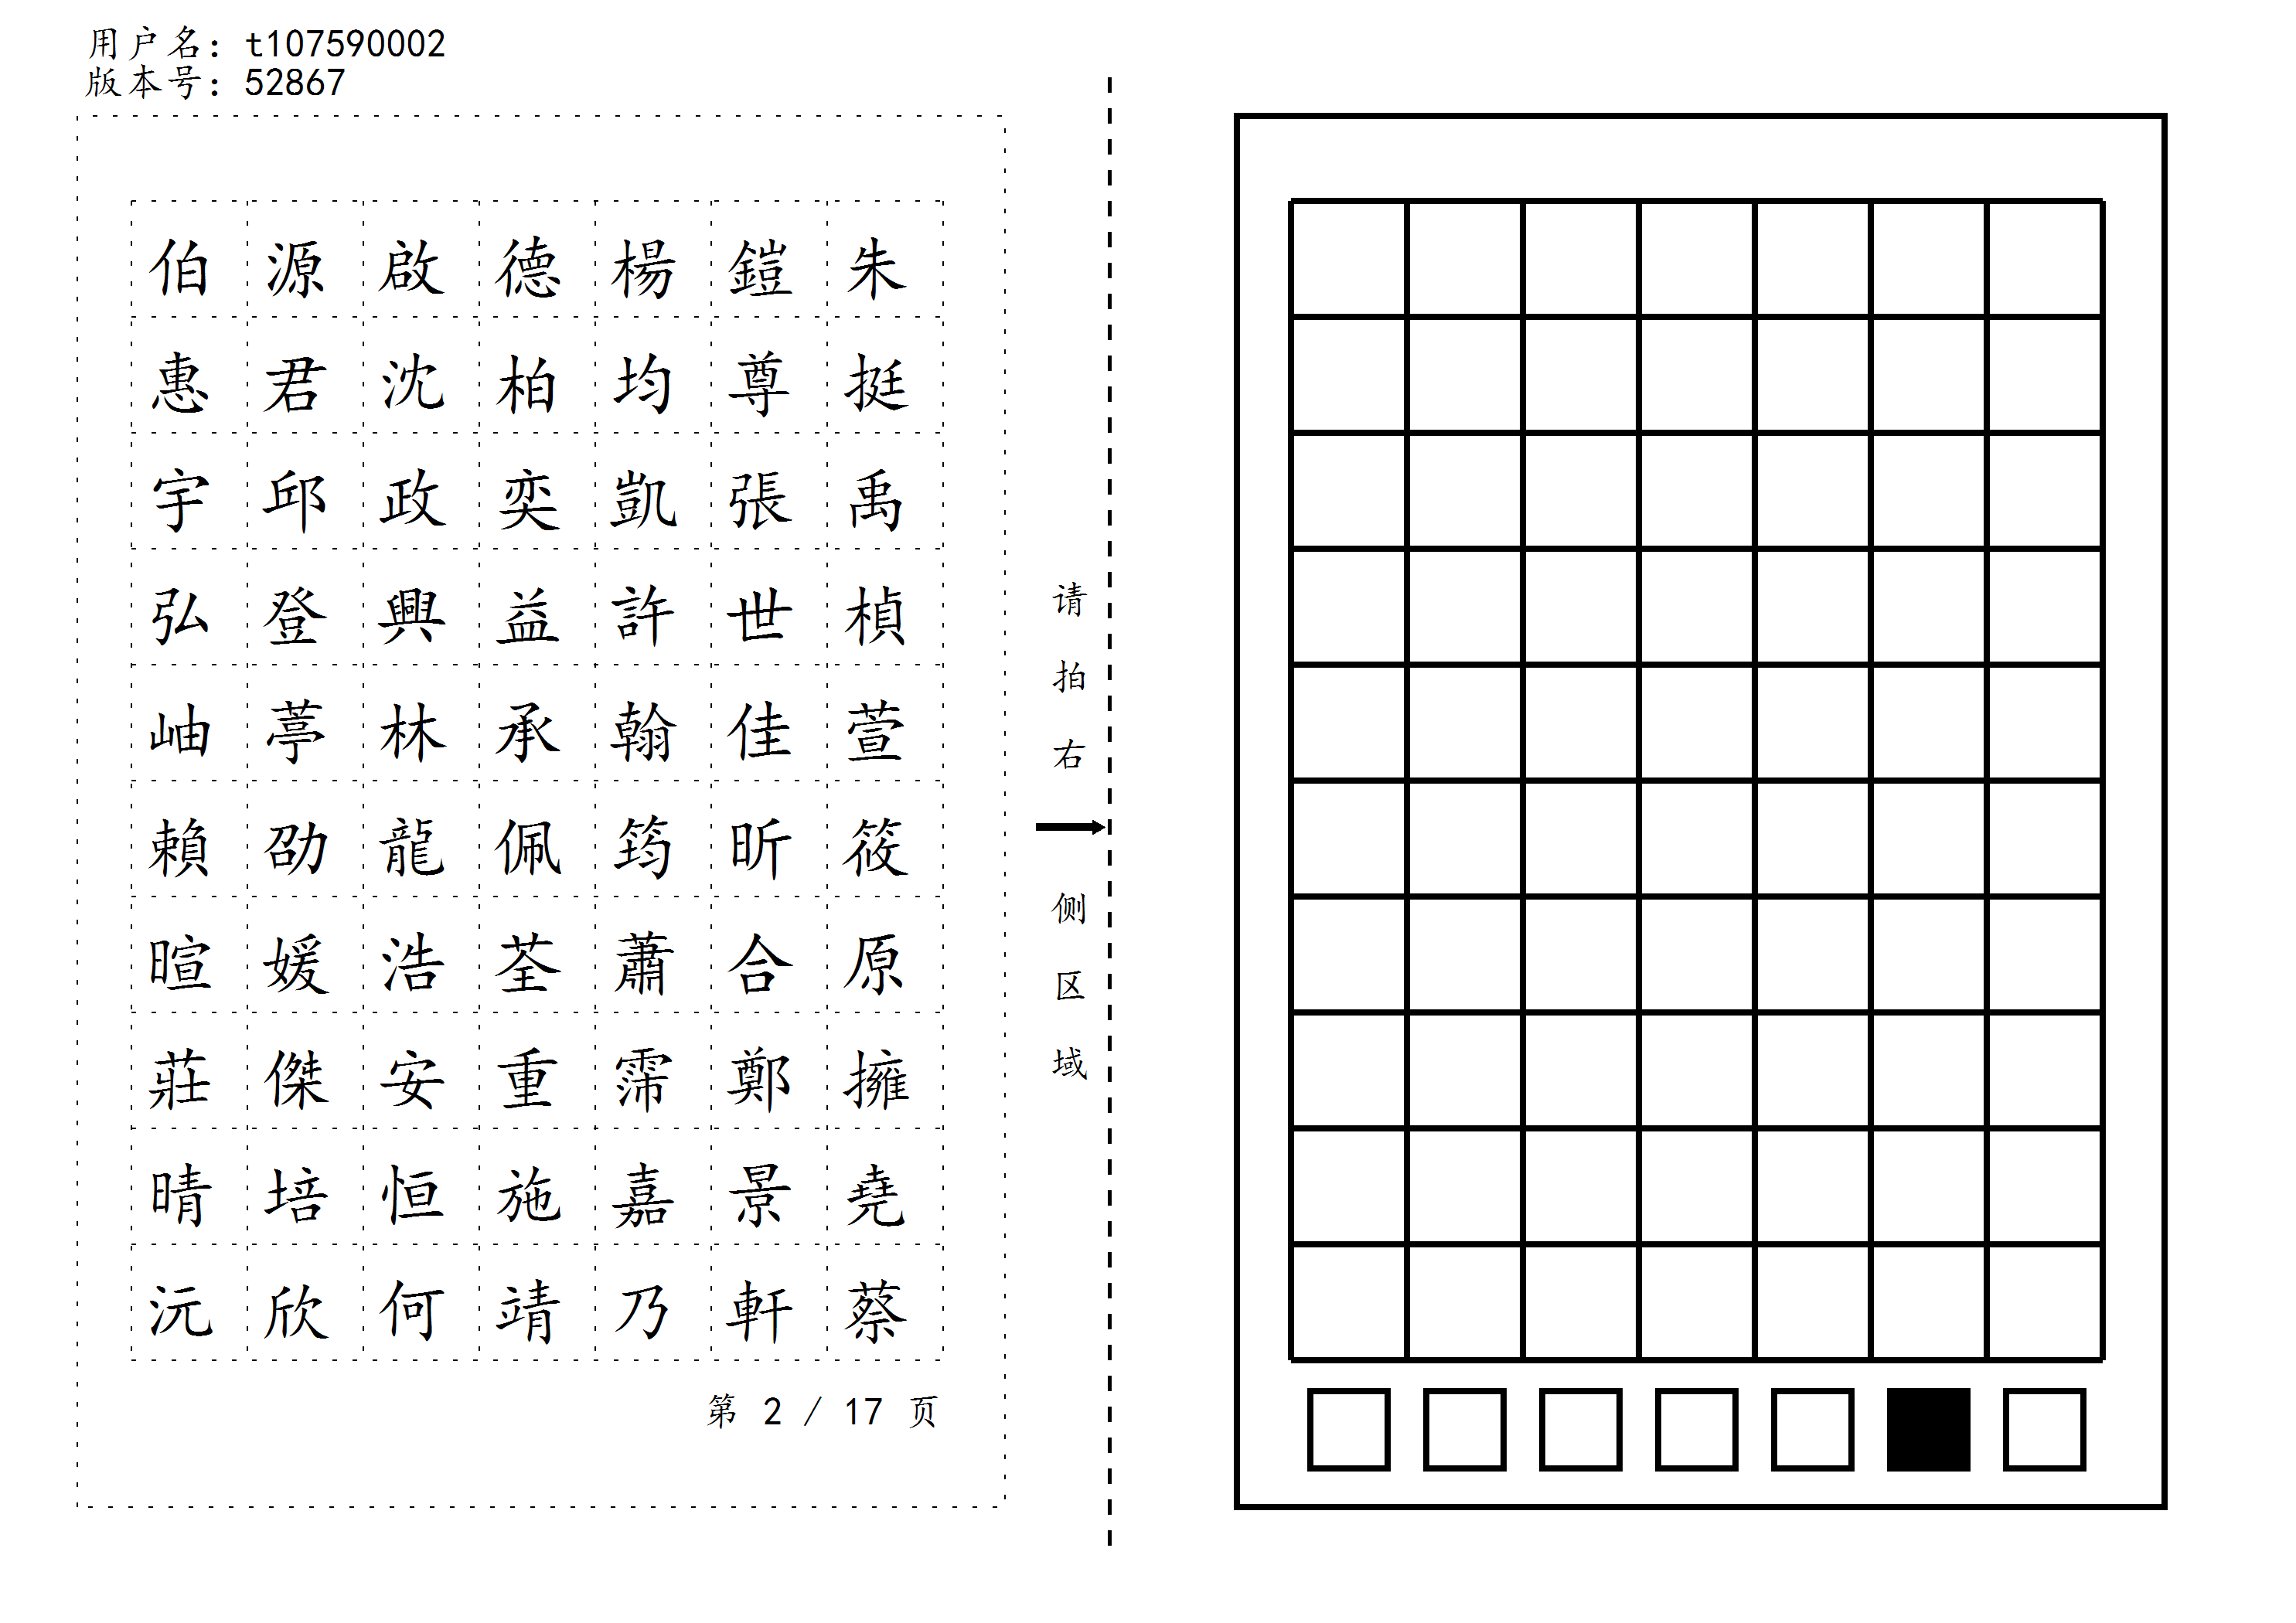 用户名：t107590002
版本号：52867
伯源啟德楊鎧朱
惠君沈柏均尊挺
宇邱政奕凱張禹
弘登興益許世楨
岫葶林承翰佳萱
賴劭龍佩筠昕筱
暄媛浩荃蕭合原
莊傑安重霈鄭擁
晴培恒施嘉景堯
沅欣何靖乃軒蔡
第 2 / 17 页
请拍右侧区域